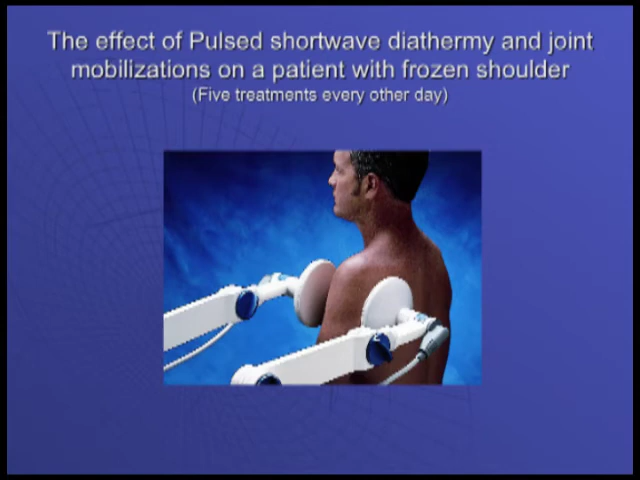 The effect of Pulsed shortwave diathermy and joint
mobilizations on a patient with frozen shoulder
(Five treatments every other day)